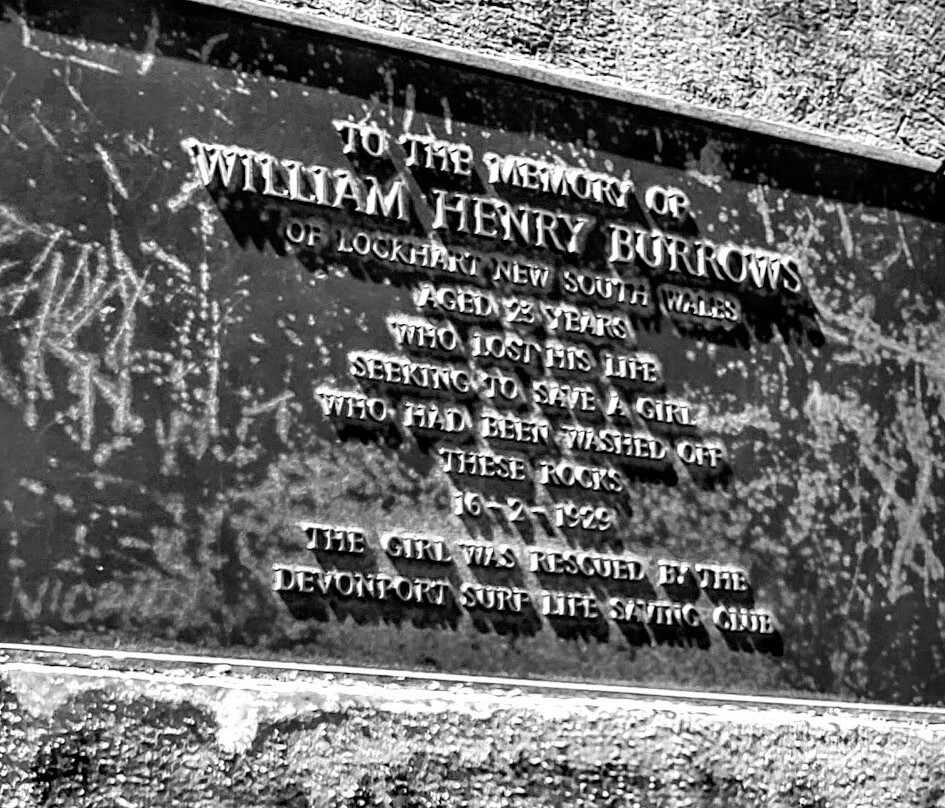 TO THE MEMORY OF
WILLIAM HENRY BURROWS
OF LOCKHART NEW SOUTH WALES
AGED 23 YEARS
WHO LOST HIS LIFE
SEEKING TO SAVE A GIRL
WHO HAD BEEN WASHED OFF
THESE ROCKS
16-2-1929
THE GIRL WAS RESCUED BY THE
DEVONPORT SURF LIFE SAVING CLUB